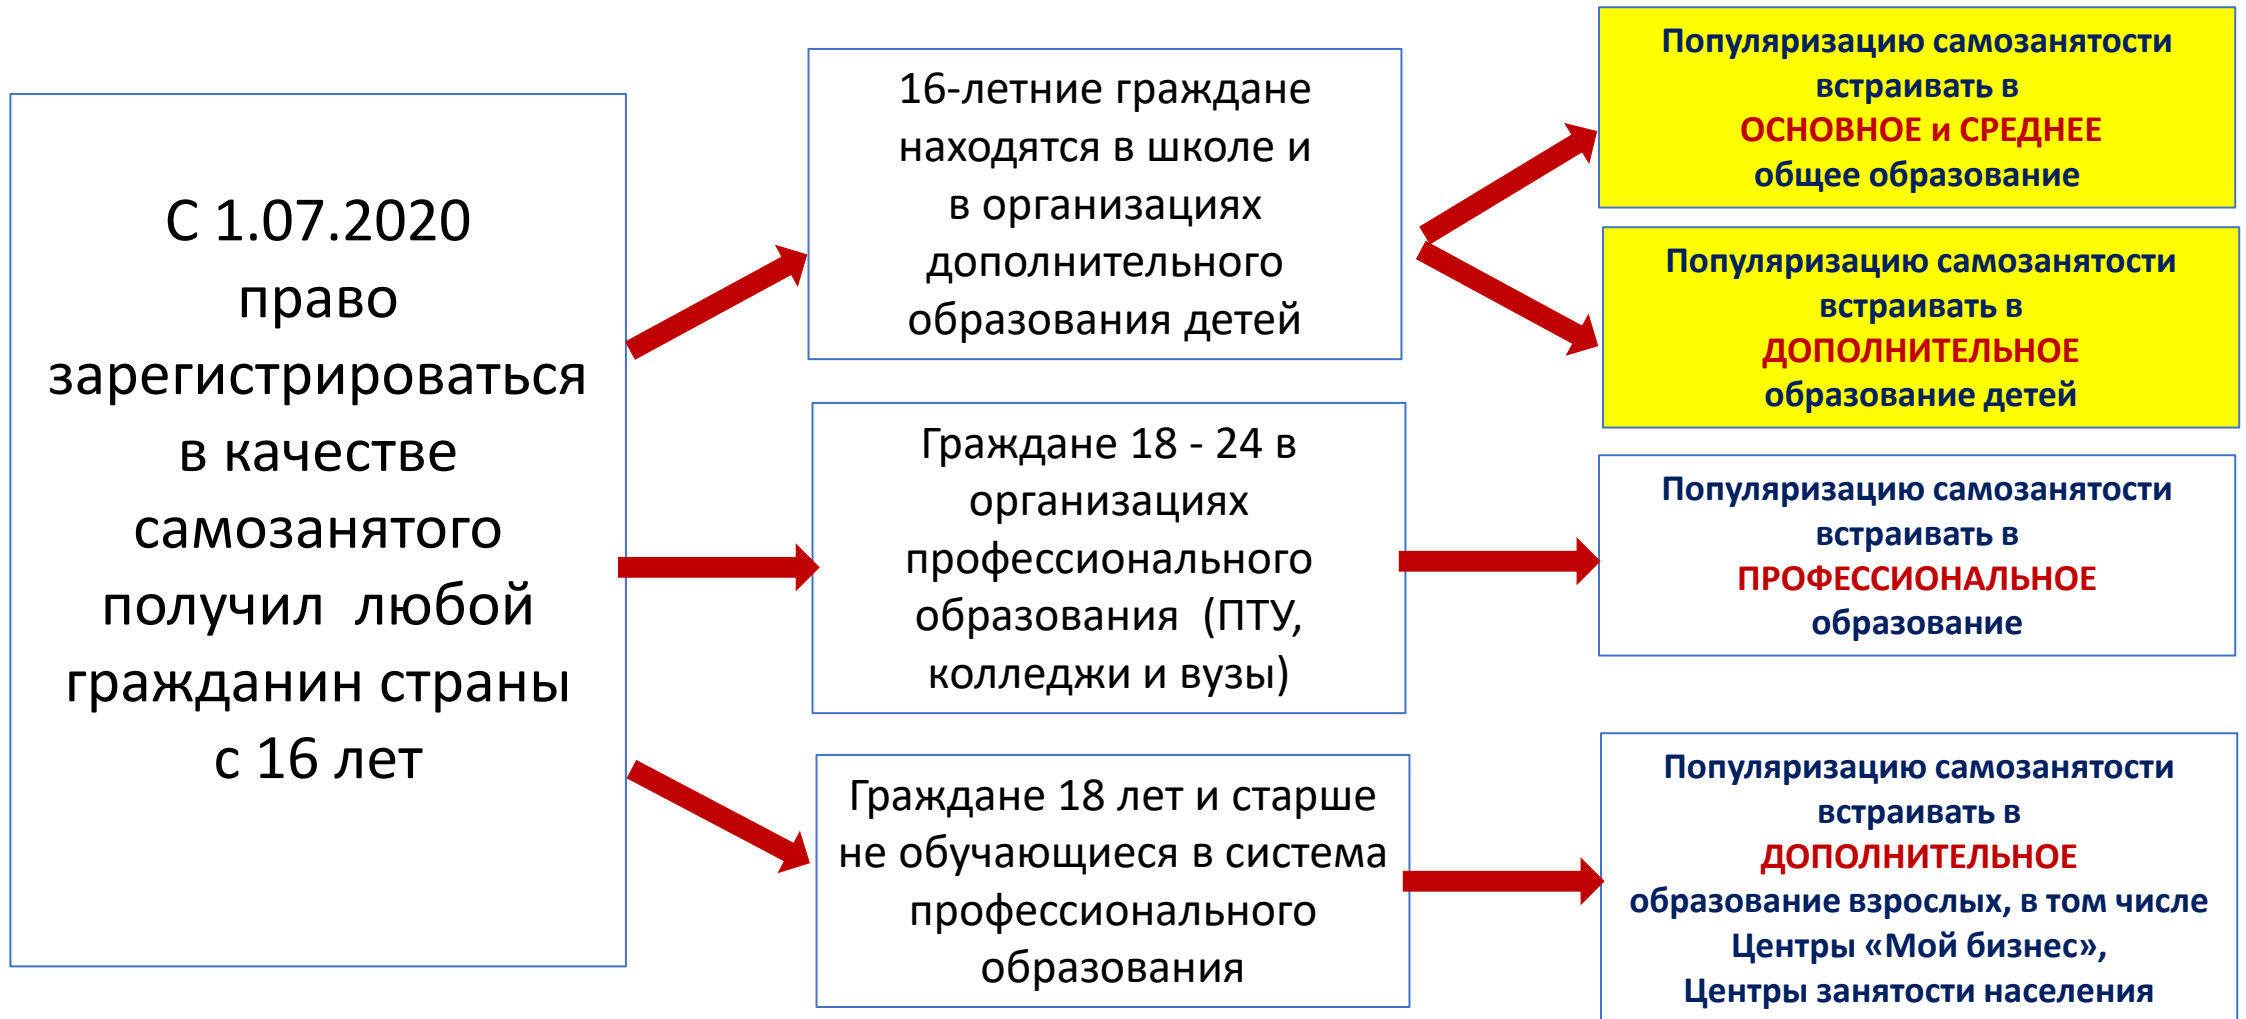 С 1.07.2020
право
зарегистрироваться
в качестве
самозанятого
получил  любой
гражданин страны
с 16 лет
16-летние граждане
находятся в школе и
в организациях
дополнительного
образования детей
Граждане 18 - 24 в
организациях
профессионального
образования  (ПТУ,
колледжи и вузы)
Граждане 18 лет и старше
не обучающиеся в система
профессионального
образования
Популяризацию самозанятости
встраивать в
ОСНОВНОЕ и СРЕДНЕЕ
общее образование
Популяризацию самозанятости
встраивать в
ДОПОЛНИТЕЛЬНОЕ
образование детей
Популяризацию самозанятости
встраивать в
ПРОФЕССИОНАЛЬНОЕ
образование
Популяризацию самозанятости
встраивать в
ДОПОЛНИТЕЛЬНОЕ
образование взрослых, в том числе
Центры «Мой бизнес»,
Центры занятости населения